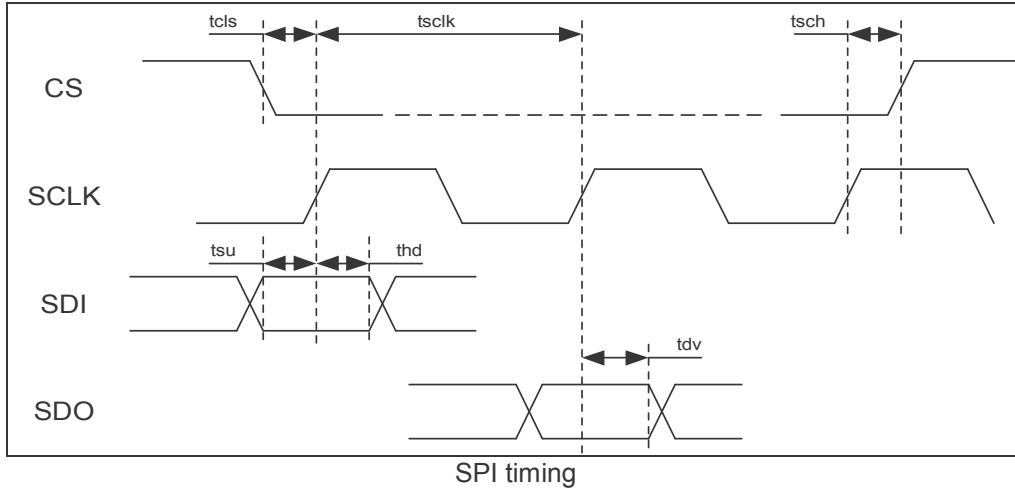 tcls tsclk tsch
CS
SCLK
tsu thd
SDI
tdv
SDO
SPI timing